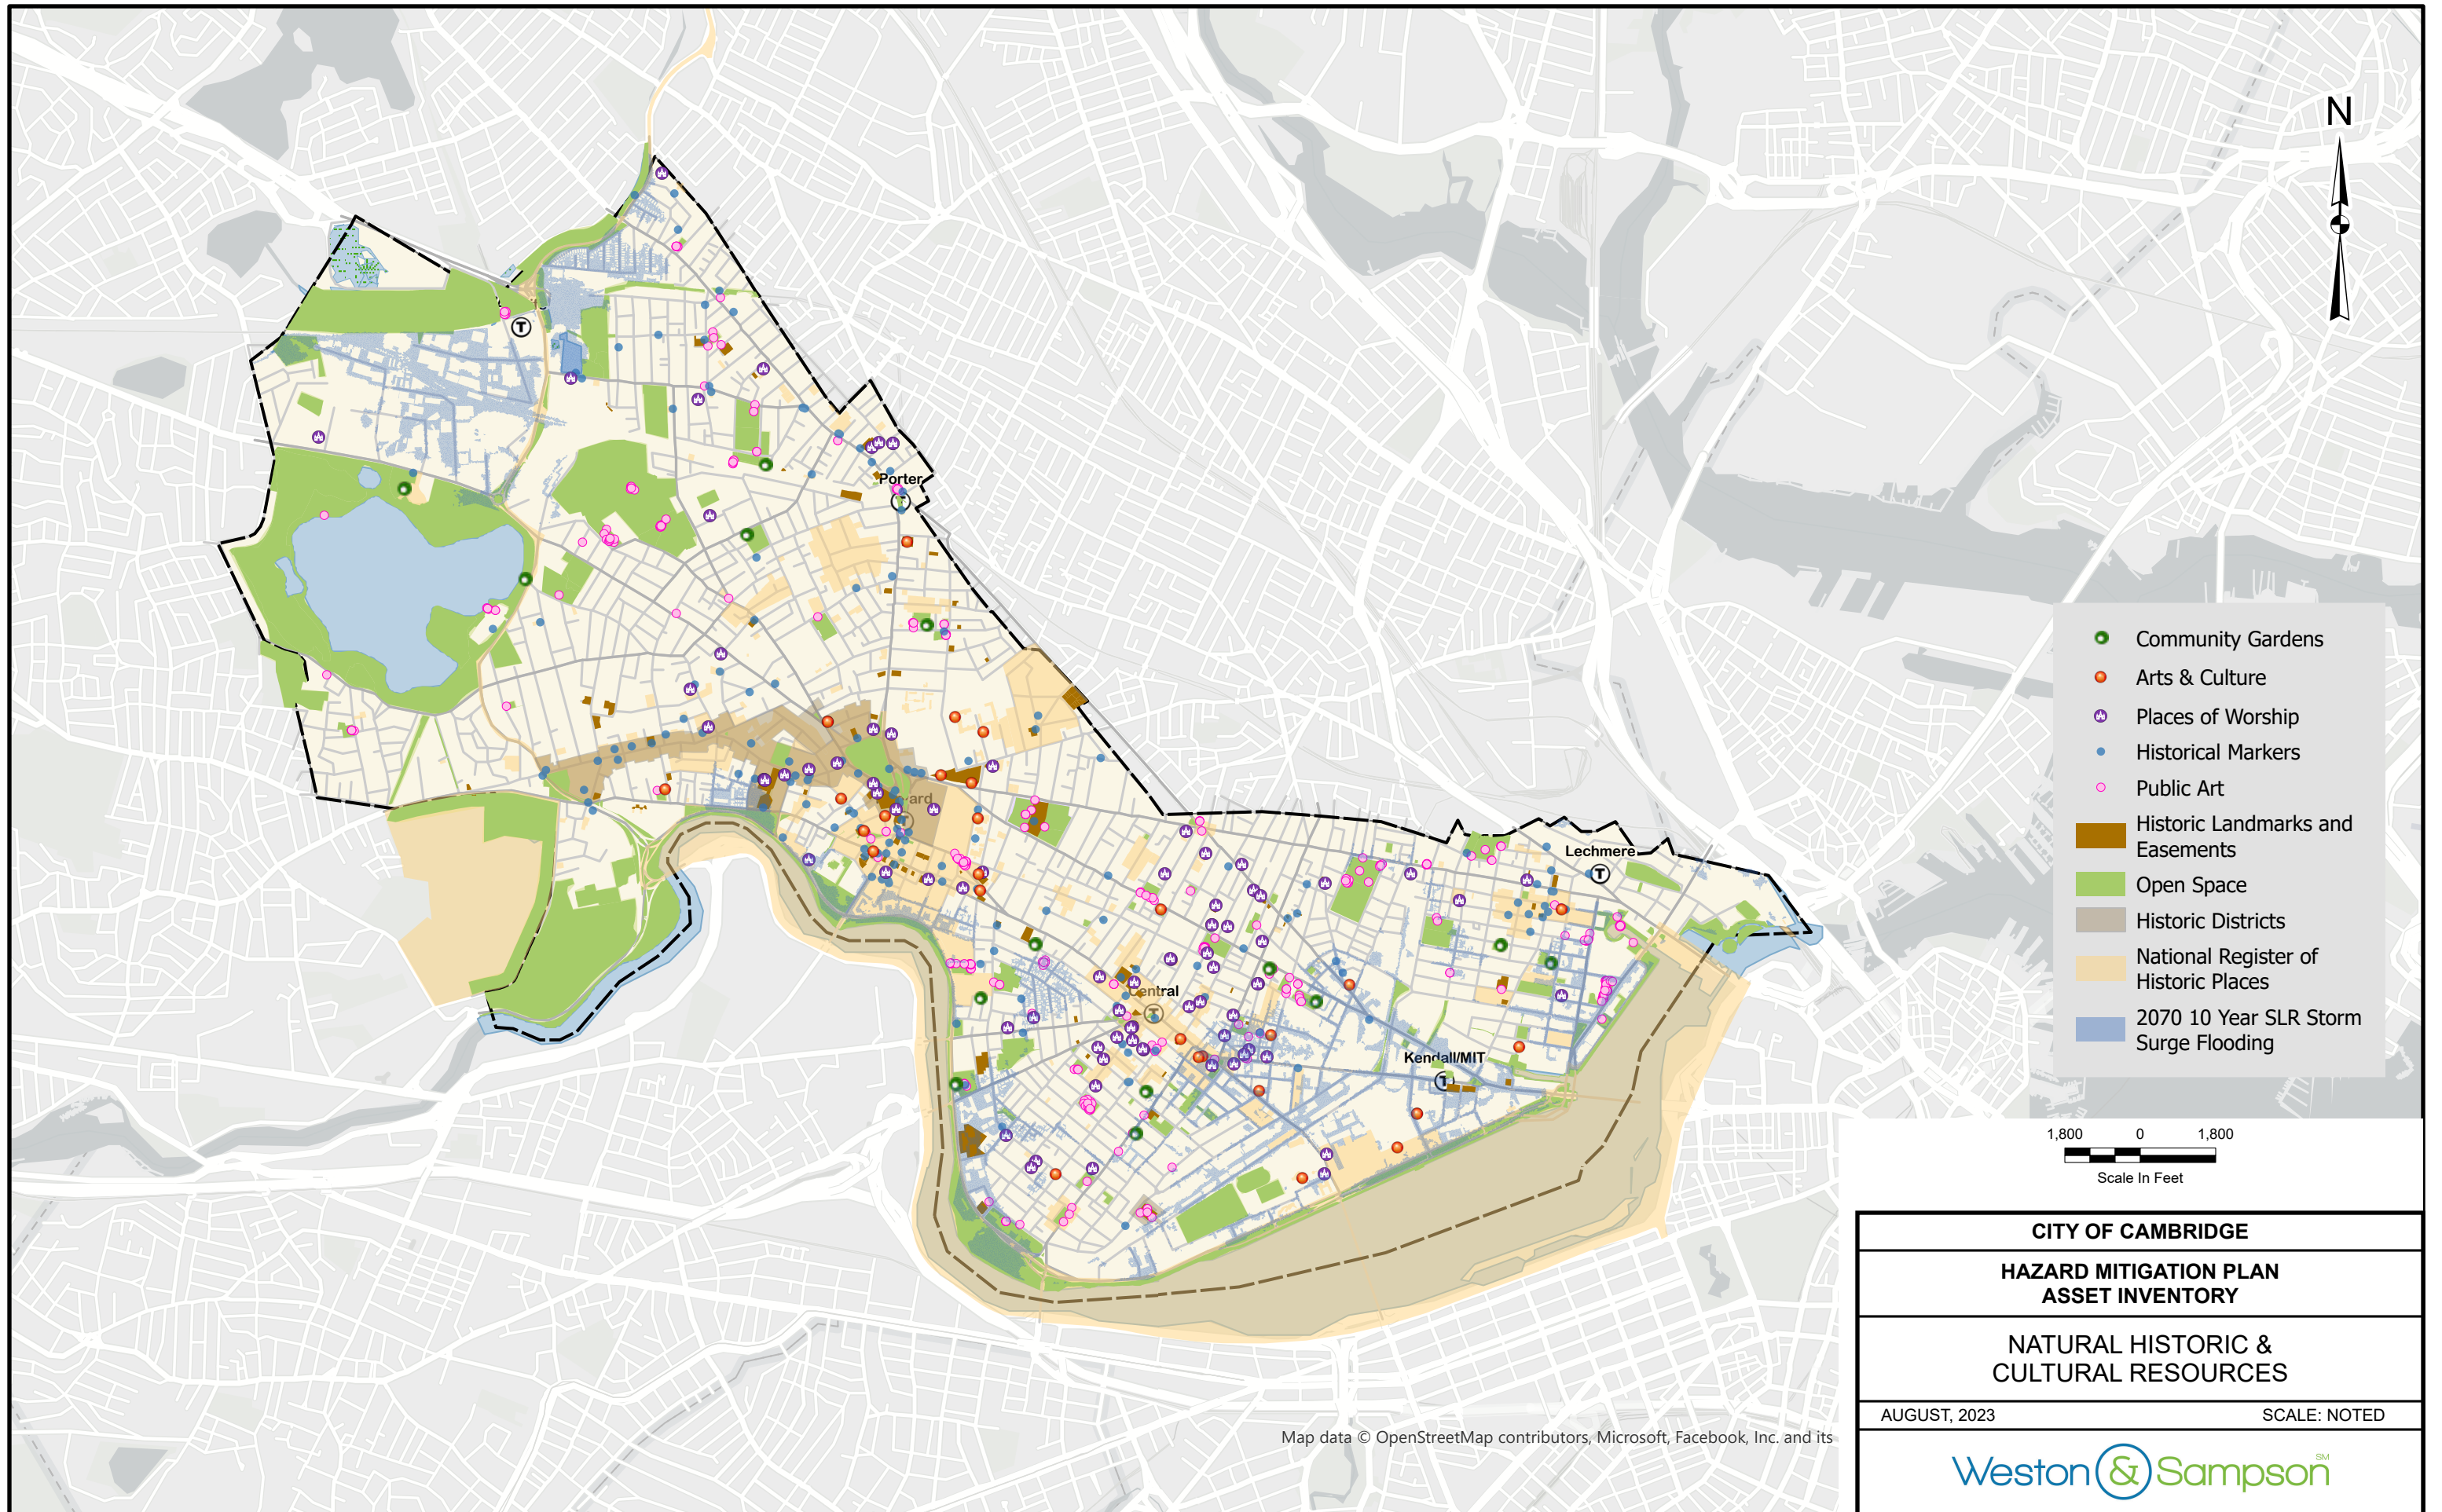 N
Porter
ard
Lechmere
Central
Kendall/MIT
Community Gardens
Arts & Culture
Places of Worship
Historical Markers
Public Art
Historic Landmarks and
Easements
Open Space
Historic Districts
National Register of
Historic Places
2070 10 Year SLR Storm
Surge Flooding
1,800 0 1,800
Scale In Feet
CITY OF CAMBRIDGE
HAZARD MITIGATION PLAN
ASSET INVENTORY
NATURAL HISTORIC &
CULTURAL RESOURCES
AUGUST, 2023 SCALE: NOTED
Map data © OpenStreetMap contributors, Microsoft, Facebook, Inc. and its
Weston & Sampson SM